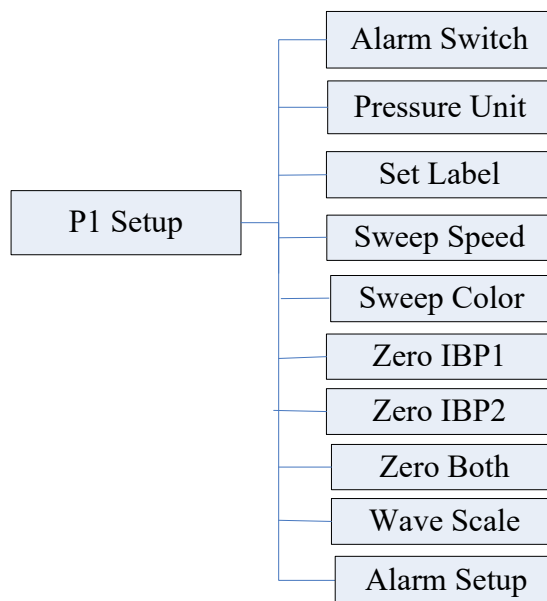 Alarm Switch
Pressure Unit
Set Label
P1 Setup
Sweep Speed
Sweep Color
Zero IBP1
Zero IBP2
Zero Both
Wave Scale
Alarm Setup